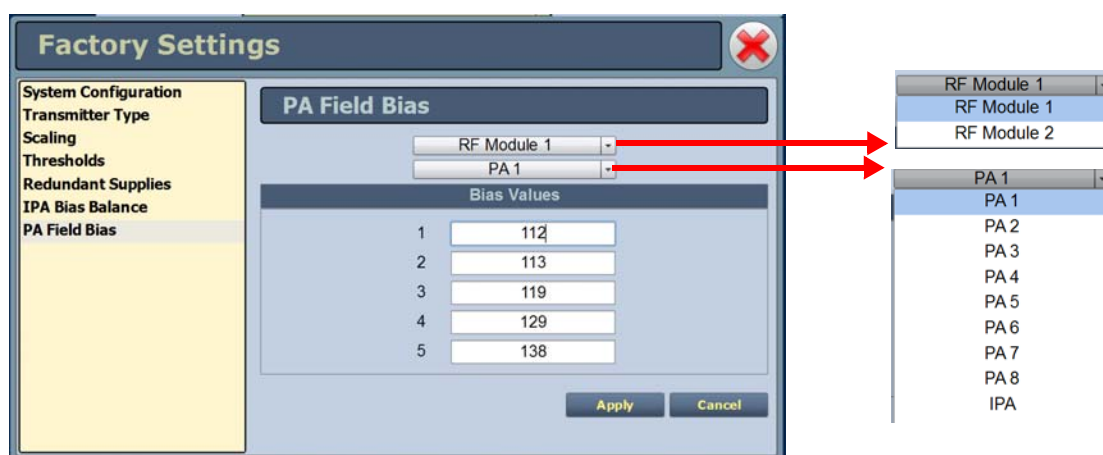 Factory Settings
System Configuration
Transmitter Type
Scaling
Thresholds
Redundant Supplies
IPA Bias Balance
PA Field Bias
PA Field Bias
RF Module 1
PA 1
Bias Values
1 112
2 113
3 119
4 129
5 138
Apply Cancel
RF Module 1
RF Module 1
RF Module 2
PA 1
PA 1
PA 2
PA 3
PA 4
PA 5
PA 6
PA 7
PA 8
IPA